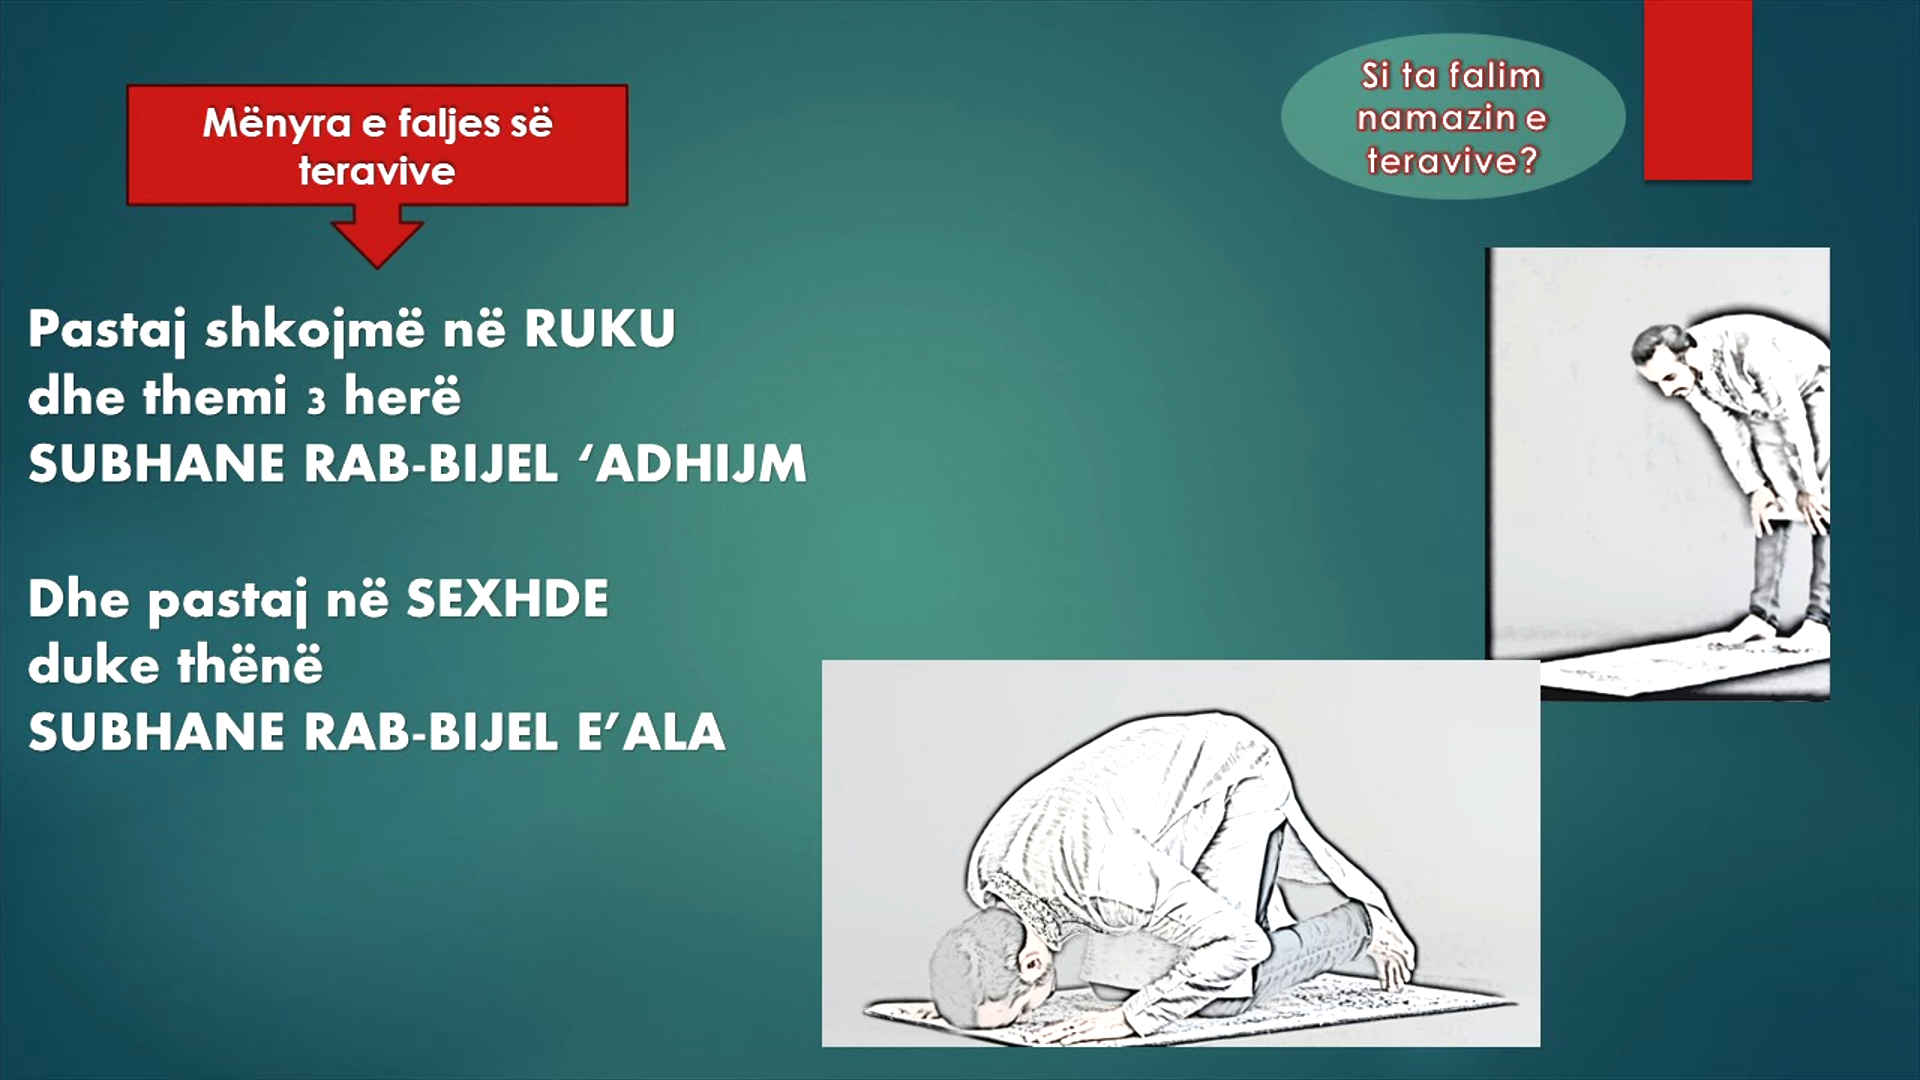 Mënyra e faljes së
teravive
Si ta falim
namazin e
teravive?
Pastaj shkojmë në RUKU
dhe themi 3 herë
SUBHANE RAB-BIJEL ‘ADHIJM
Dhe pastaj në SEXHDE
duke thënë
SUBHANE RAB-BIJEL E’ALA